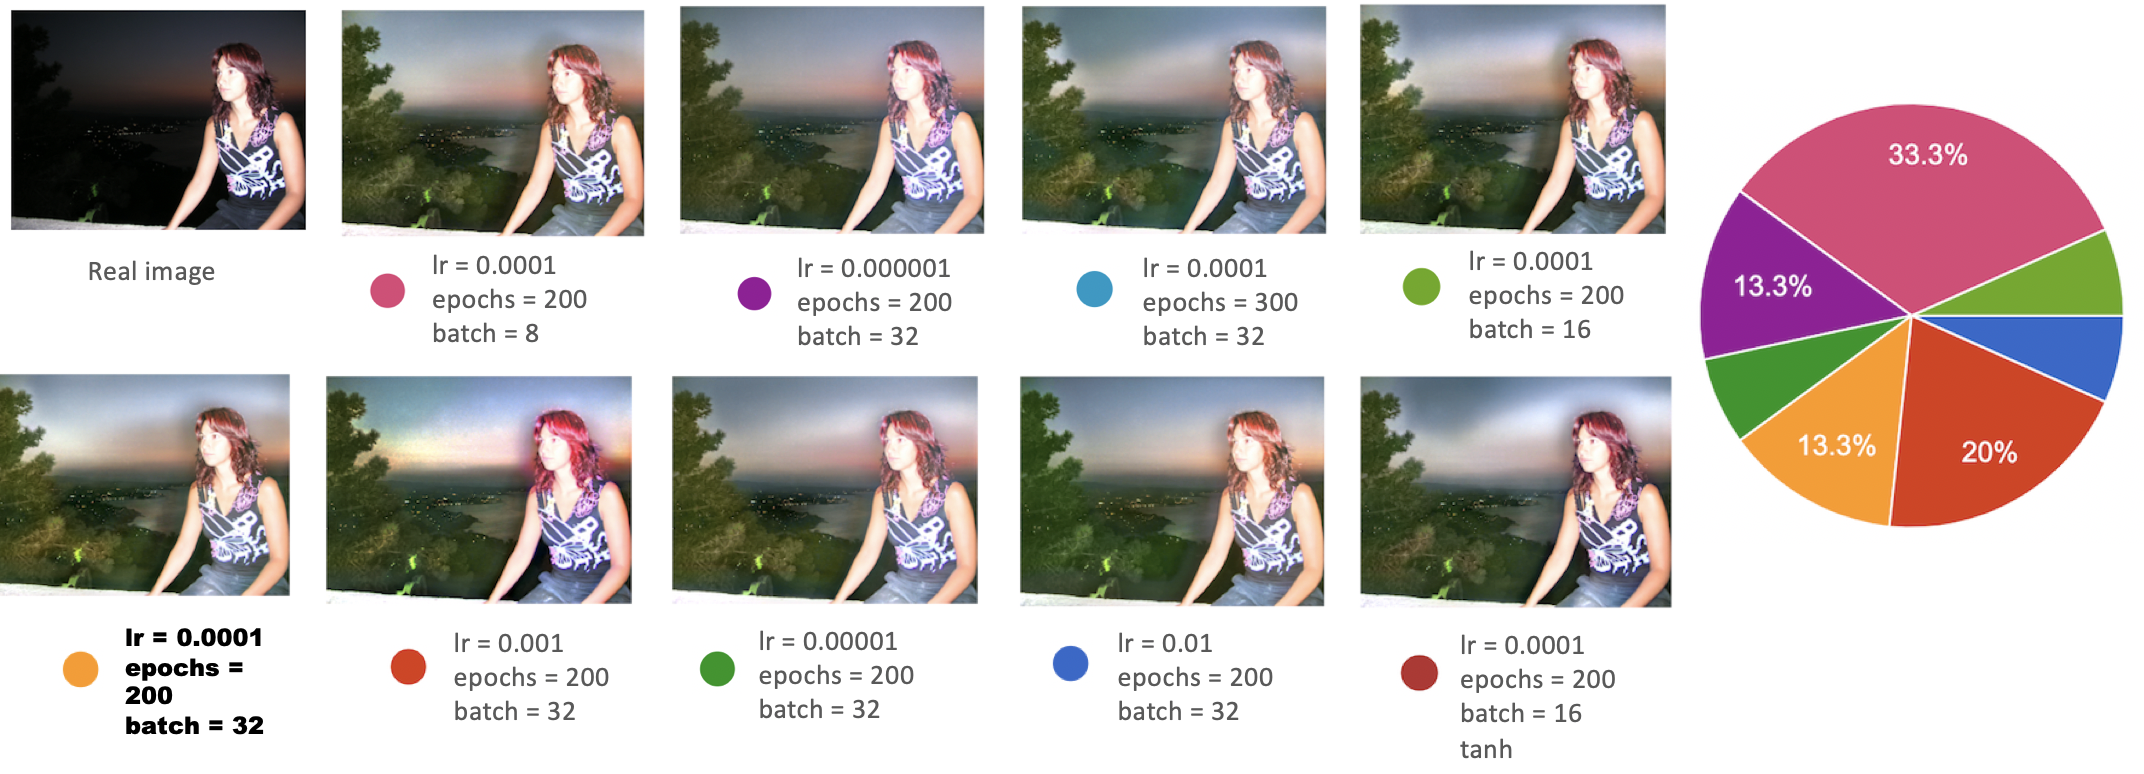 Real image
lr = 0.0001
epochs = 200
batch = 8
lr = 0.000001
epochs = 200
batch = 32
lr = 0.0001
epochs = 300
batch = 32
lr = 0.0001
epochs = 200
batch = 16
lr = 0.0001
epochs =
200
batch = 32
lr = 0.001
epochs = 200
batch = 32
lr = 0.00001
epochs = 200
batch = 32
lr = 0.01
epochs = 200
batch = 32
lr = 0.0001
epochs = 200
batch = 16
tanh
33.3%
13.3%
13.3%
20%